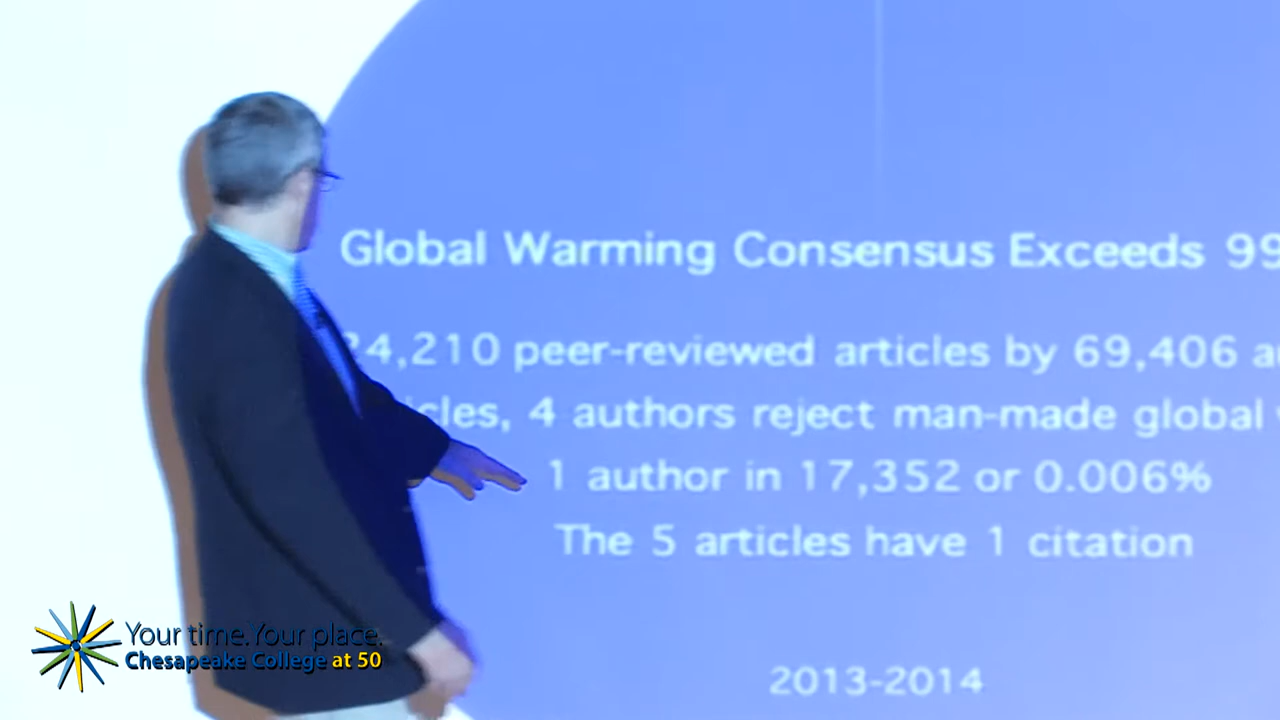 Global Warming Consensus Exceeds 99
24,210 peer-reviewed articles by 69,406 a
cles, 4 authors reject man-made global
1 author in 17,352 or 0.006%
The 5 articles have 1 citation
2013-2014
Your time. Your place.
Chesapeake College at 50